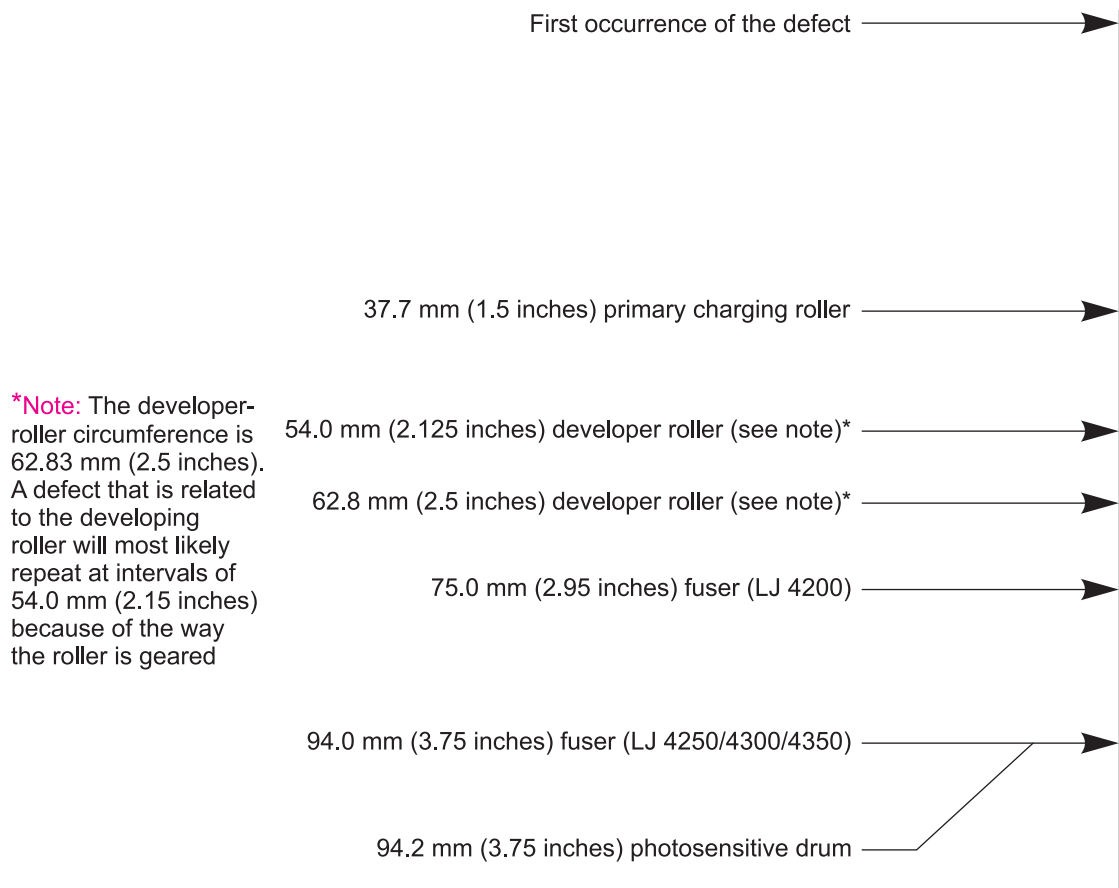 First occurrence of the defect
37.7 mm (1.5 inches) primary charging roller
*Note: The developer-
roller circumference is
62.83 mm (2.5 inches).
A defect that is related
to the developing
roller will most likely
repeat at intervals of
54.0 mm (2.15 inches)
because of the way
the roller is geared
54.0 mm (2.125 inches) developer roller (see note)*
62.8 mm (2.5 inches) developer roller (see note)*
75.0 mm (2.95 inches) fuser (LJ 4200)
94.0 mm (3.75 inches) fuser (LJ 4250/4300/4350)
94.2 mm (3.75 inches) photosensitive drum